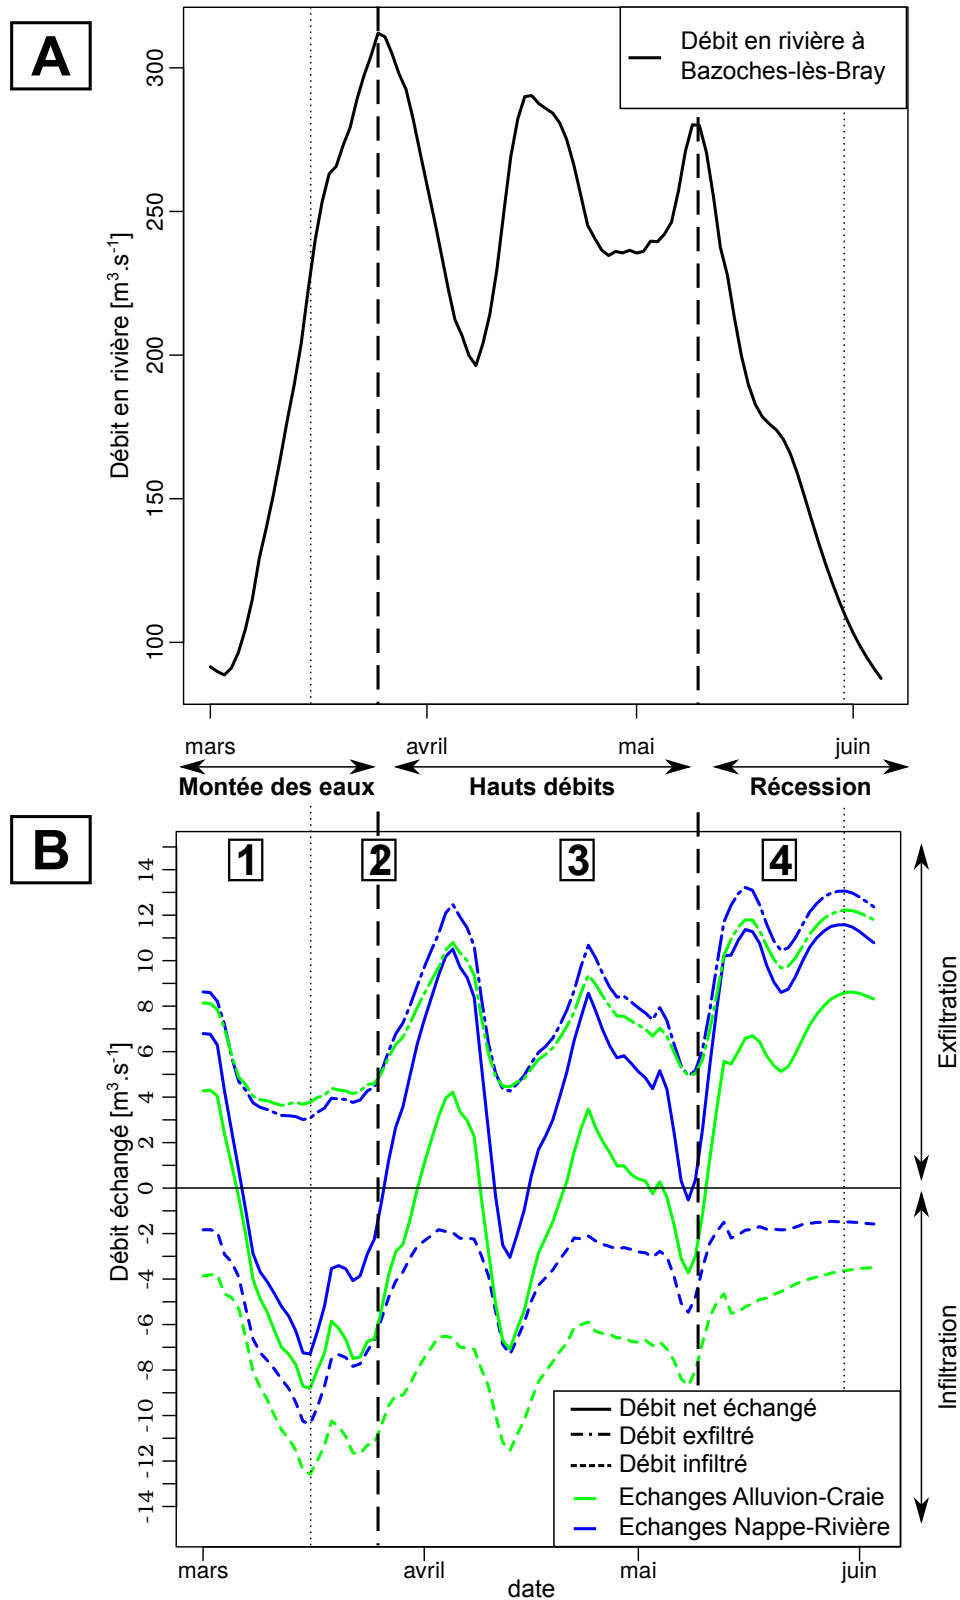 A
Débit en rivière à
Bazoches-lès-Bray
Débit en rivière [m³.s⁻¹]
300
250
200
150
100
mars avril mai juin
Montée des eaux Hauts débits Récession
B
1 2 3 4
Débit échangé [m³.s⁻¹]
14
12
10
8
6
4
2
0
-2
-4
-6
-8
-10
-12
-14
Exfiltration
Infiltration
Débit net échangé
Débit exfiltré
Débit infiltré
Echanges Alluvion-Craie
Echanges Nappe-Rivière
mars avril mai juin
date